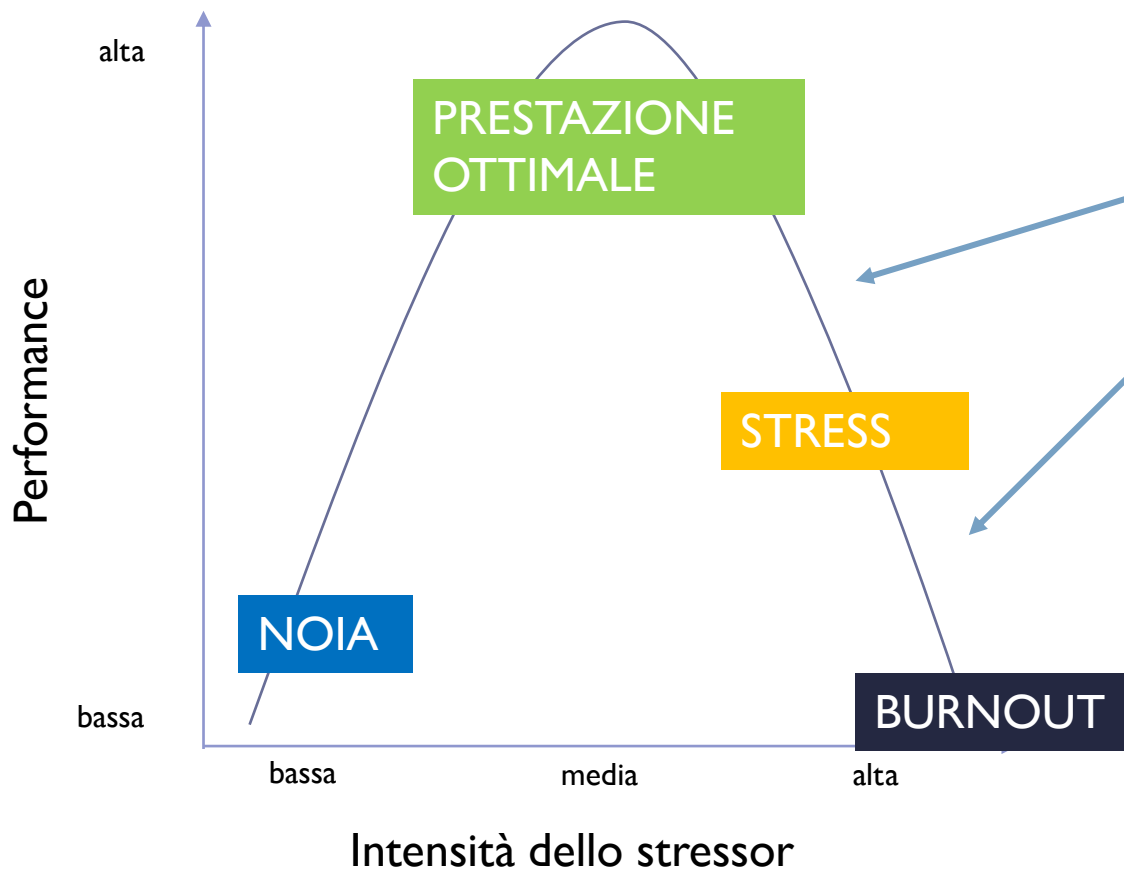 alta
PRESTAZIONE
OTTIMALE
Performance
STRESS
NOIA
BURNOUT
bassa
bassa
media
alta
Intensità dello stressor